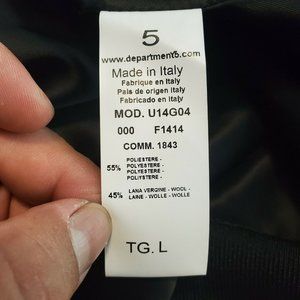 5
www.department5.com
Made in Italy
Fabrique en Italy
Pais de origen Italy
Fabricado en Italy
MOD. U14G04
000 F1414
COMM. 1843
POLIESTERE -
55% POLYESTERE -
POLYESTER -
POLYESTERE -
LANA VERGINE - WOOL -
45% LAINE - WOLLE - WOLLE
TG. L